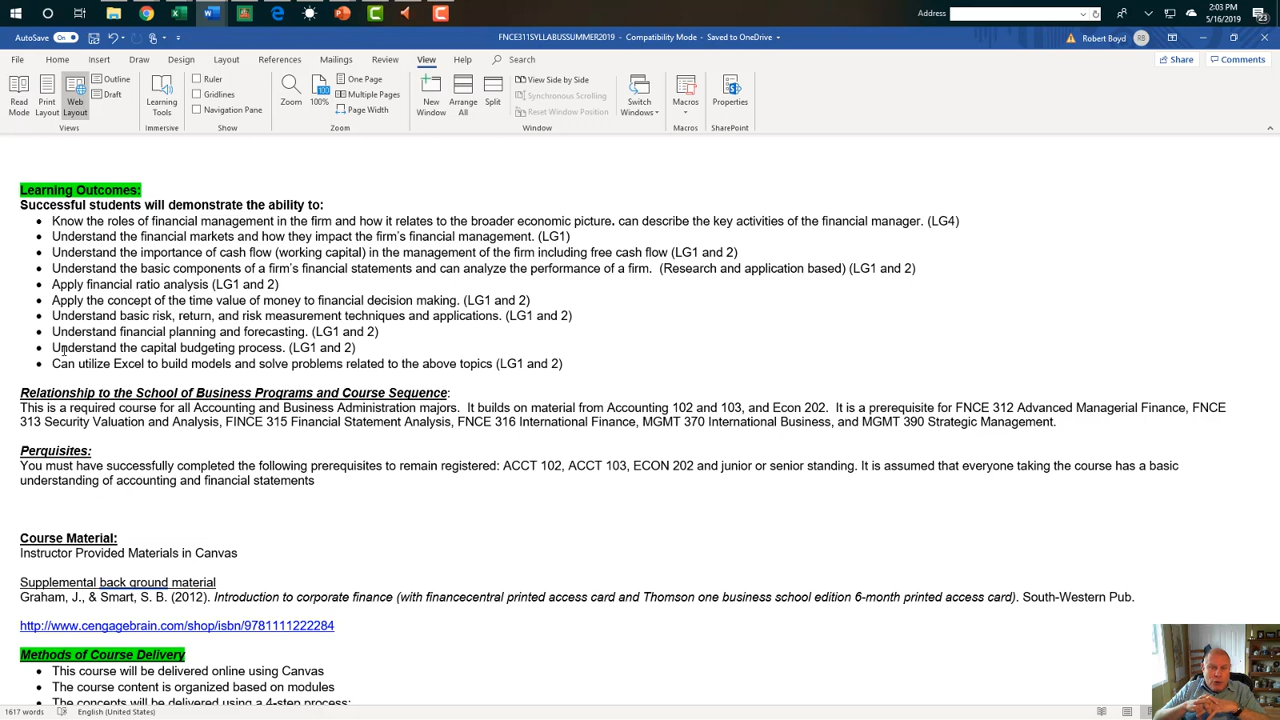 Address
2:03 PM
5/16/2019
23
AutoSave On
FNCE311SYLLABUSSUMMER2019 - Compatibility Mode - Saved to OneDrive
Robert Boyd RB
File Home Insert Draw Design Layout References Mailings Review View Help Search
Share Comments
Read Mode
Print Layout
Web Layout
Outline
Draft
Views
Learning Tools
Immersive
Ruler
Gridlines
Navigation Pane
Show
Zoom
100%
One Page
Multiple Pages
Page Width
Zoom
New Window
Arrange All
Split
View Side by Side
Synchronous Scrolling
Reset Window Position
Window
Switch Windows
Macros
Macros
Properties
SharePoint
Learning Outcomes:
Successful students will demonstrate the ability to:
• Know the roles of financial management in the firm and how it relates to the broader economic picture. can describe the key activities of the financial manager. (LG4)
• Understand the financial markets and how they impact the firm's financial management. (LG1)
• Understand the importance of cash flow (working capital) in the management of the firm including free cash flow (LG1 and 2)
• Understand the basic components of a firm's financial statements and can analyze the performance of a firm. (Research and application based) (LG1 and 2)
• Apply financial ratio analysis (LG1 and 2)
• Apply the concept of the time value of money to financial decision making. (LG1 and 2)
• Understand basic risk, return, and risk measurement techniques and applications. (LG1 and 2)
• Understand financial planning and forecasting. (LG1 and 2)
• Understand the capital budgeting process. (LG1 and 2)
• Can utilize Excel to build models and solve problems related to the above topics (LG1 and 2)
Relationship to the School of Business Programs and Course Sequence:
This is a required course for all Accounting and Business Administration majors. It builds on material from Accounting 102 and 103, and Econ 202. It is a prerequisite for FNCE 312 Advanced Managerial Finance, FNCE
313 Security Valuation and Analysis, FINCE 315 Financial Statement Analysis, FNCE 316 International Finance, MGMT 370 International Business, and MGMT 390 Strategic Management.
Perquisites:
You must have successfully completed the following prerequisites to remain registered: ACCT 102, ACCT 103, ECON 202 and junior or senior standing. It is assumed that everyone taking the course has a basic
understanding of accounting and financial statements
Course Material:
Instructor Provided Materials in Canvas
Supplemental back ground material
Graham, J., & Smart, S. B. (2012). Introduction to corporate finance (with financecentral printed access card and Thomson one business school edition 6-month printed access card). South-Western Pub.
http://www.cengagebrain.com/shop/isbn/9781111222284
Methods of Course Delivery
• This course will be delivered online using Canvas
• The course content is organized based on modules
• The concepts will be delivered using a 4-step process:
1617 words English (United States)